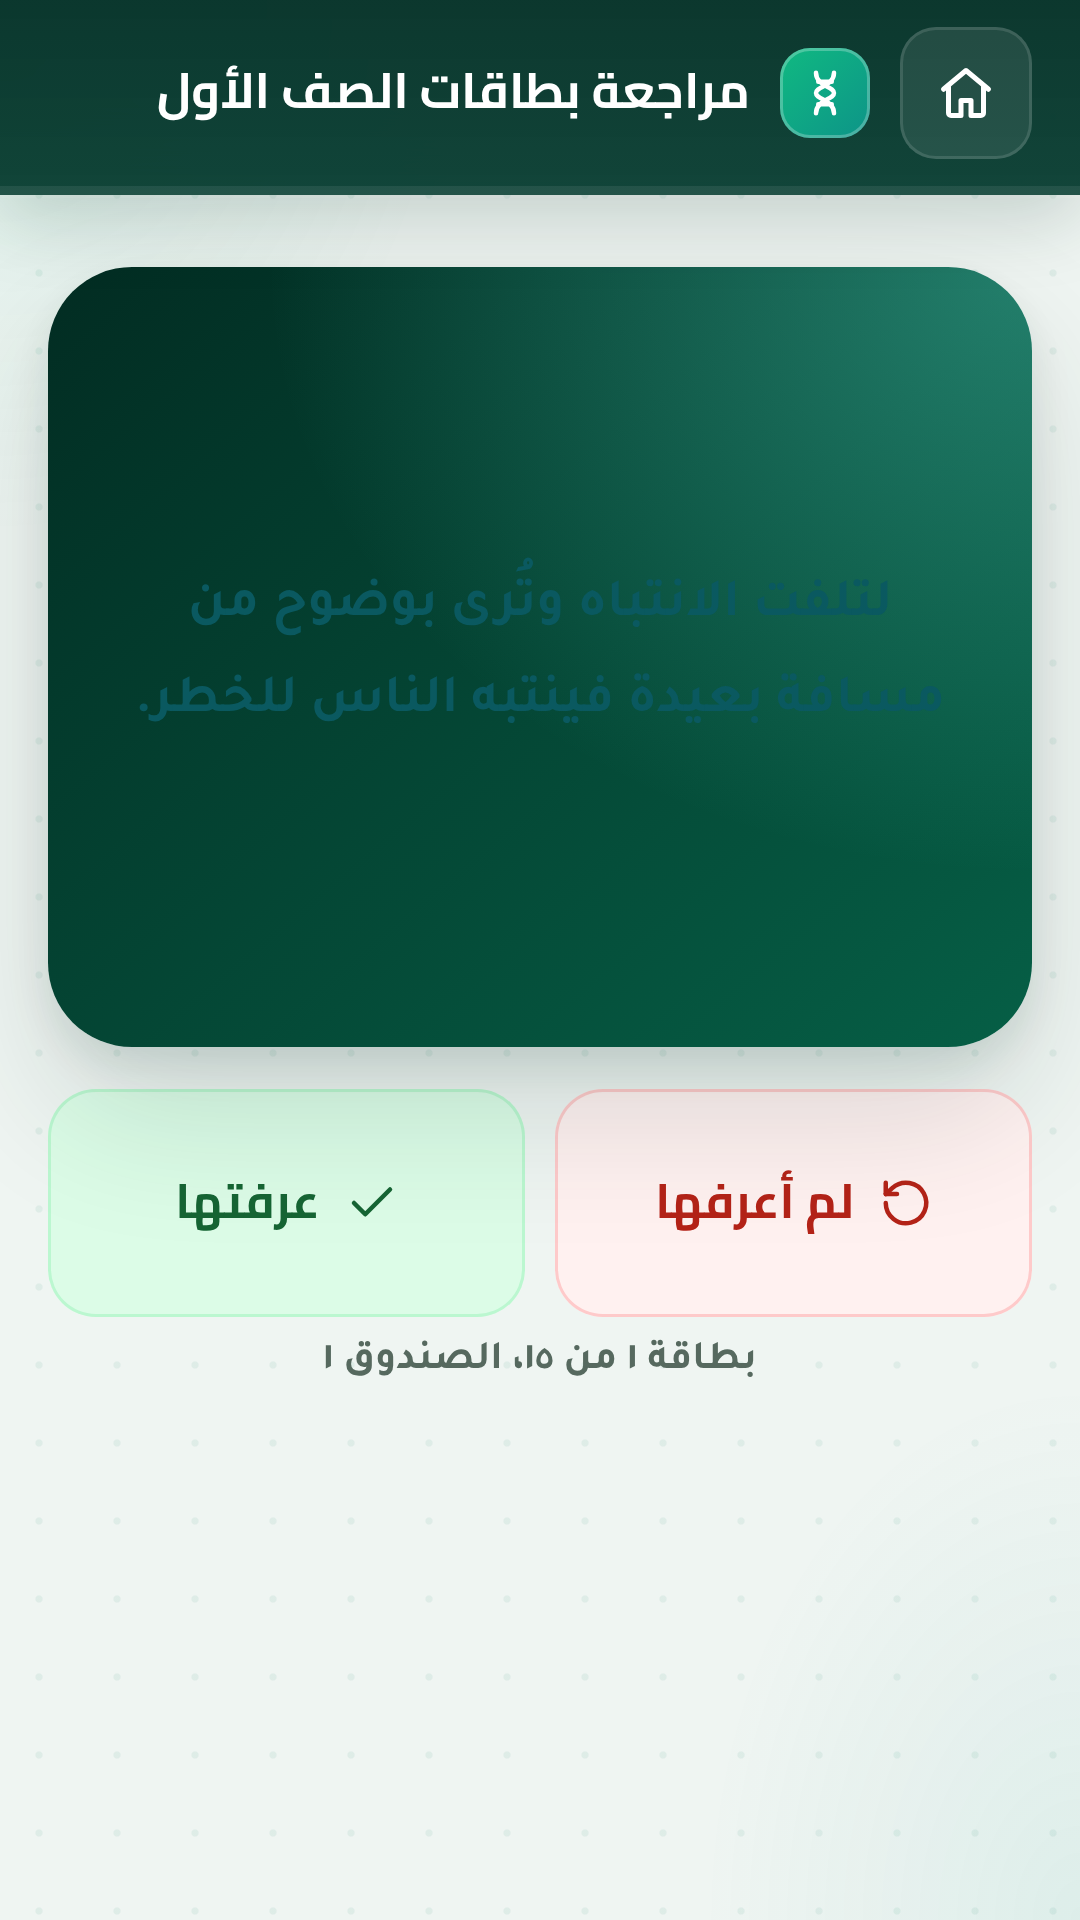 مراجعة بطاقات الصف الأول
لتلفت الانتباه وتُرى بوضوح من
مسافة بعيدة فينتبه الناس للخطر.
لم أعرفها
عرفتها
بطاقة ١ من ١٥، الصندوق ١